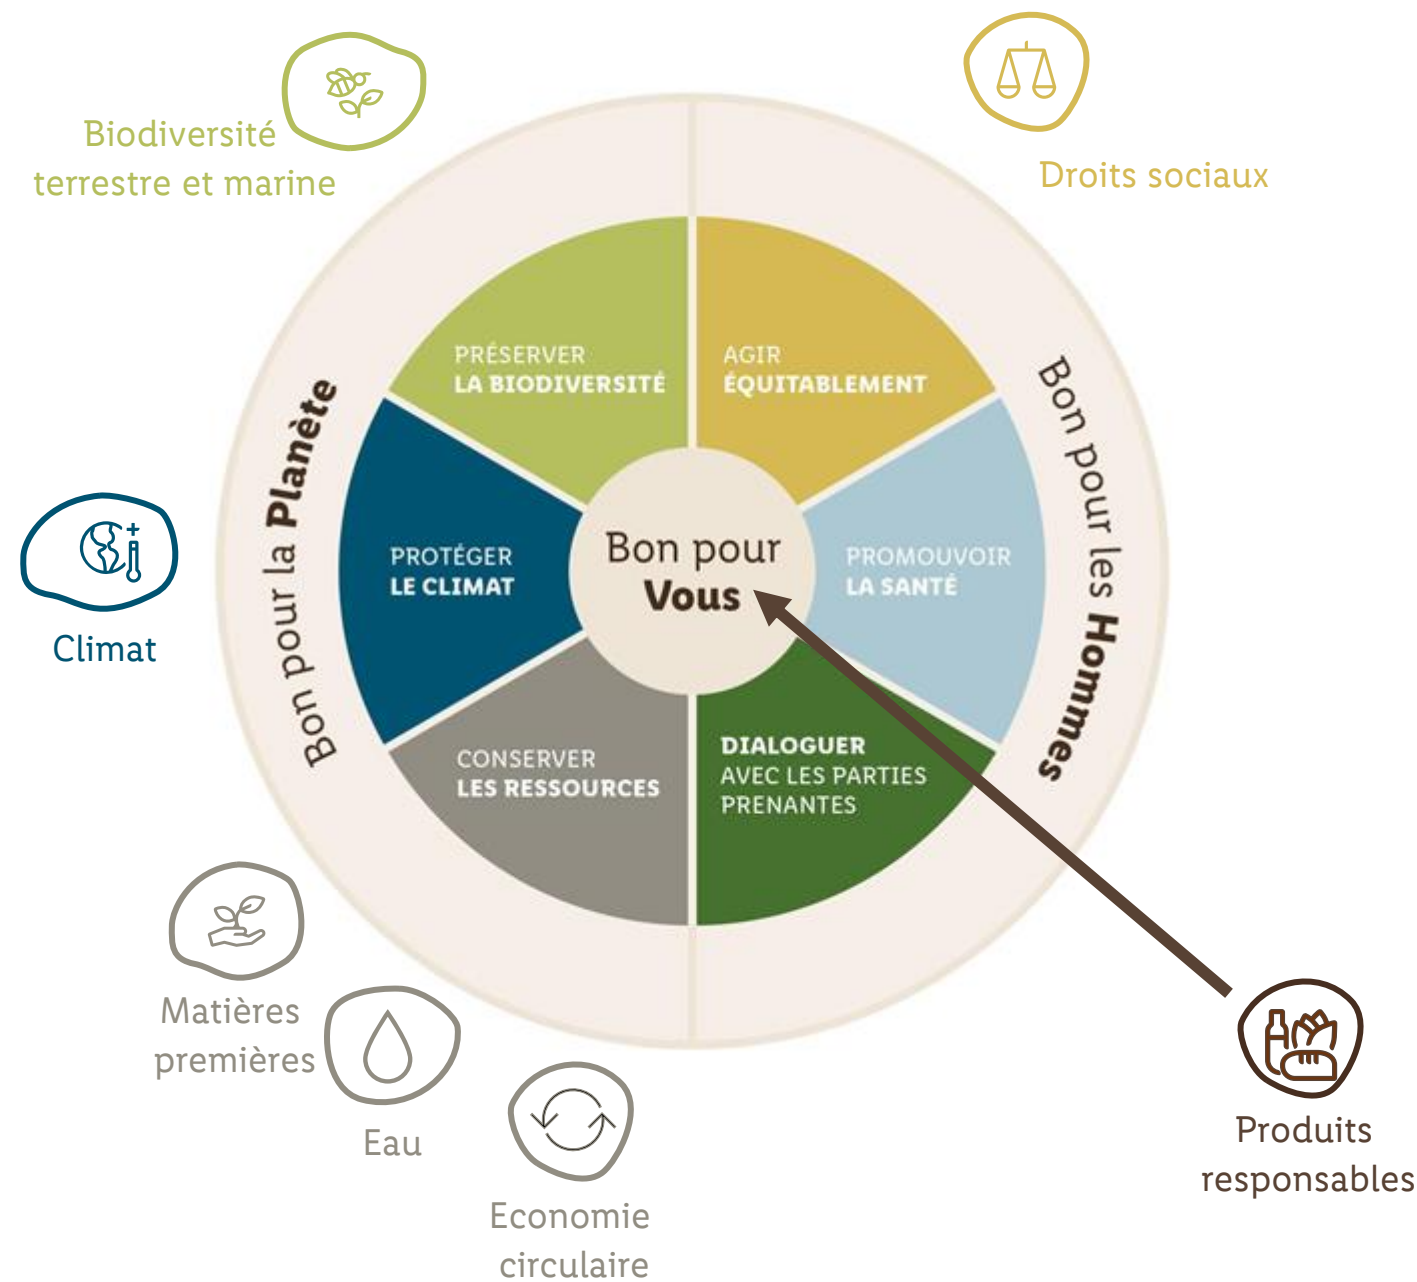 Biodiversité
terrestre et marine
Droits sociaux
PRÉSERVER
LA BIODIVERSITÉ
AGIR
ÉQUITABLEMENT
Bon pour la Planète
Bon pour les Hommes
PROTÉGER
LE CLIMAT
Bon pour
Vous
PROMOUVOIR
LA SANTÉ
Climat
CONSERVER
LES RESSOURCES
DIALOGUER
AVEC LES PARTIES
PRENANTES
Matières
premières
Eau
Economie
circulaire
Produits
responsables